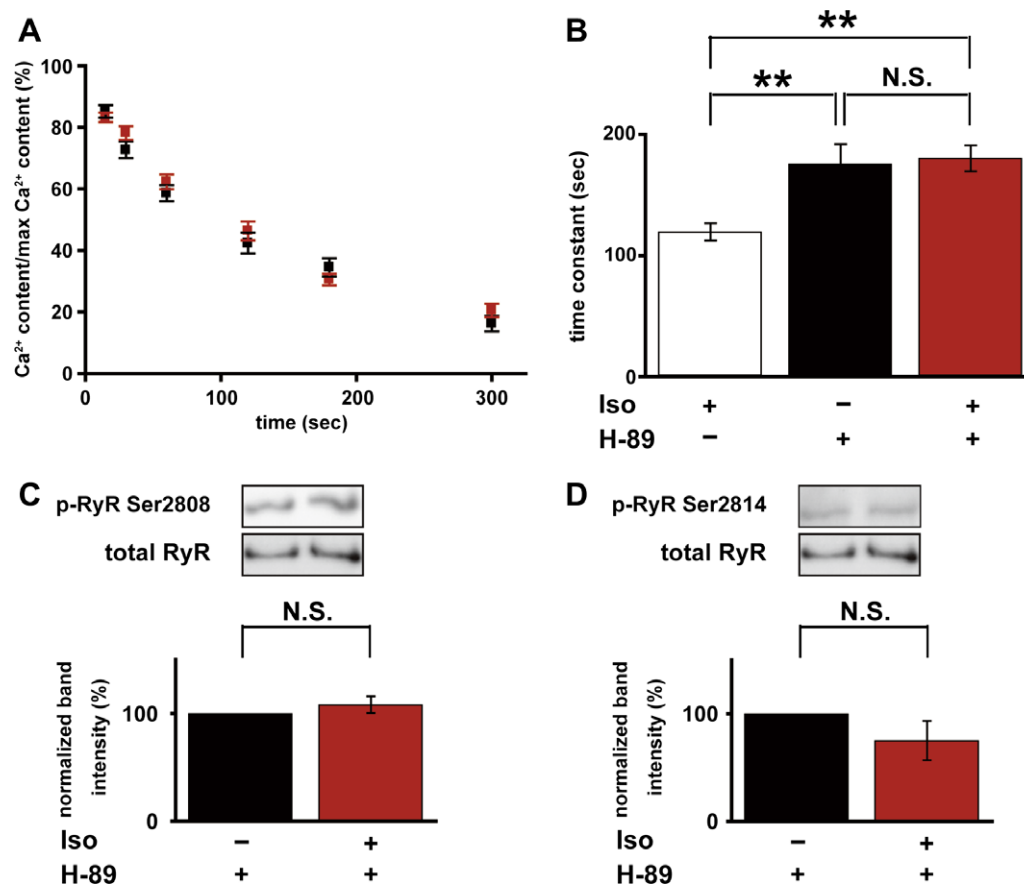 A
Ca²⁺ content/max Ca²⁺ content (%)
100
80
60
40
20
0
0 100 200 300
time (sec)
B
**
** N.S.
time constant (sec)
200
100
0
Iso + − +
H-89 − + +
C
p-RyR Ser2808
total RyR
N.S.
normalized band
intensity (%)
100
0
Iso − +
H-89 + +
D
p-RyR Ser2814
total RyR
N.S.
normalized band
intensity (%)
100
0
Iso − +
H-89 + +